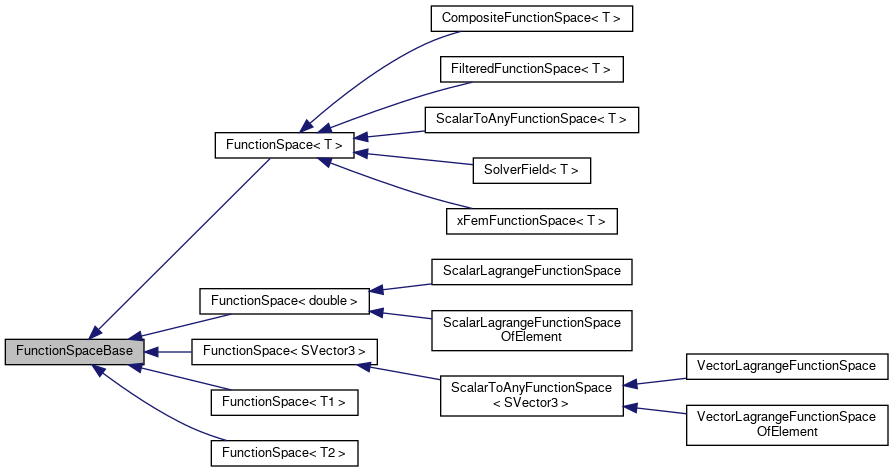 CompositeFunctionSpace< T >
FilteredFunctionSpace< T >
ScalarToAnyFunctionSpace< T >
FunctionSpace< T >
SolverField< T >
xFemFunctionSpace< T >
ScalarLagrangeFunctionSpace
FunctionSpace< double >
ScalarLagrangeFunctionSpace
OfElement
FunctionSpaceBase
FunctionSpace< SVector3 >
VectorLagrangeFunctionSpace
ScalarToAnyFunctionSpace
< SVector3 >
FunctionSpace< T1 >
VectorLagrangeFunctionSpace
OfElement
FunctionSpace< T2 >